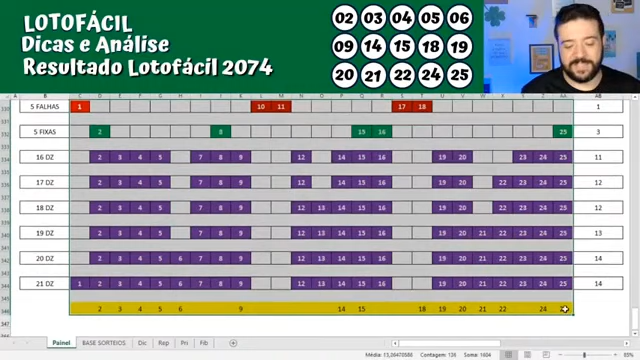 LOTOFÁCIL
Dicas e Análise
Resultado Lotofácil 2074
02 03 04 05 06
09 14 15 18 19
20 21 22 24 25
5 FALHAS 1 10 11 17 18 1
5 FIXAS 2 8 15 16 25 3
16 DZ 2 3 4 5 7 8 9 12 14 15 16 19 20 23 24 25 11
17 DZ 2 3 4 5 7 8 9 12 14 15 16 19 20 22 23 24 25 12
18 DZ 2 3 4 5 7 8 9 12 13 14 15 16 19 20 22 23 24 25 12
19 DZ 2 3 4 5 7 8 9 12 13 14 15 16 19 20 21 22 23 24 25 13
20 DZ 2 3 4 5 6 7 8 9 12 13 14 15 16 19 20 21 22 23 24 25 14
21 DZ 1 2 3 4 5 6 7 8 9 12 13 14 15 16 19 20 21 22 23 24 25 14
2 3 4 5 6 9 14 15 18 19 20 21 22 24
Painel BASE SORTEIOS Dic Rep Pri Fib